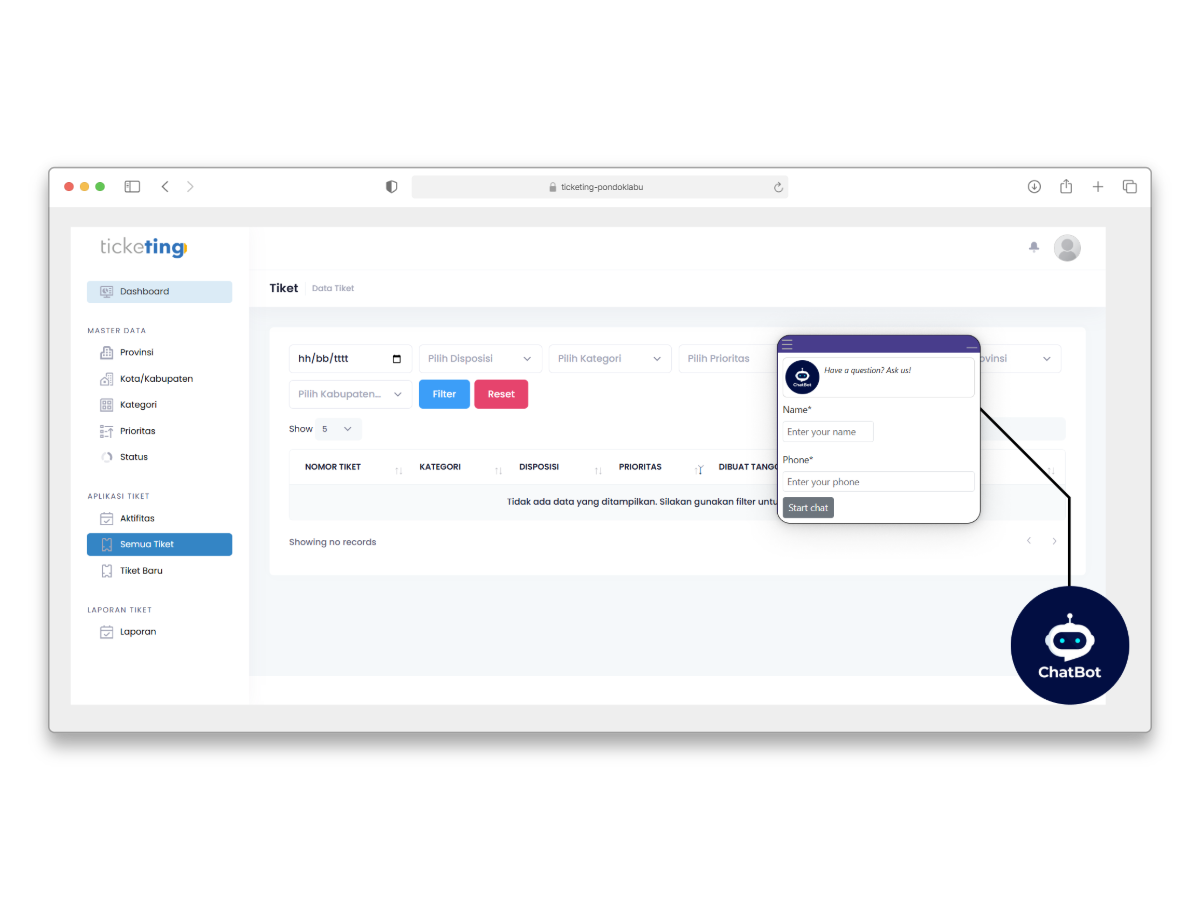 ticketing-pondoklabu
ticketing
Dashboard
MASTER DATA
Provinsi
Kota/Kabupaten
Kategori
Prioritas
Status
APLIKASI TIKET
Aktifitas
Semua Tiket
Tiket Baru
LAPORAN TIKET
Laporan
Tiket Data Tiket
hh/bb/tttt Pilih Disposisi Pilih Kategori Pilih Prioritas ovinsi
Pilih Kabupaten... Filter Reset
Show 5
NOMOR TIKET KATEGORI DISPOSISI PRIORITAS DIBUAT TANGG
Tidak ada data yang ditampilkan. Silakan gunakan filter untu
Showing no records
ChatBot
Have a question? Ask us!
Name*
Enter your name
Phone*
Enter your phone
Start chat
ChatBot